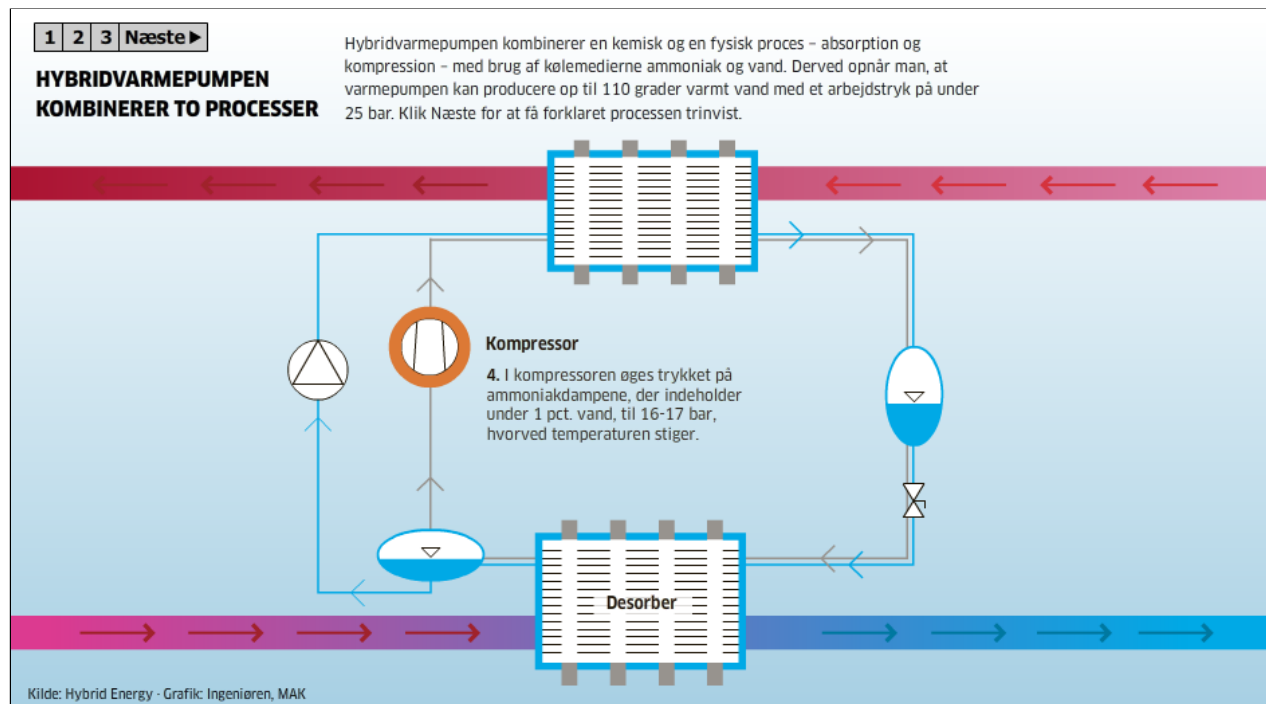 1 2 3 Næste▶
HYBRIDVARMEPUMPEN
KOMBINERER TO PROCESSER
Hybridvarmepumpen kombinerer en kemisk og en fysisk proces – absorption og
kompression – med brug af kølemedierne ammoniak og vand. Derved opnår man, at
varmepumpen kan producere op til 110 grader varmt vand med et arbejdstryk på under
25 bar. Klik Næste for at få forklaret processen trinvist.
Kompressor
4. I kompressoren øges trykket på
ammoniakdampene, der indeholder
under 1 pct. vand, til 16-17 bar,
hvorved temperaturen stiger.
Desorber
Kilde: Hybrid Energy · Grafik: Ingeniøren, MAK